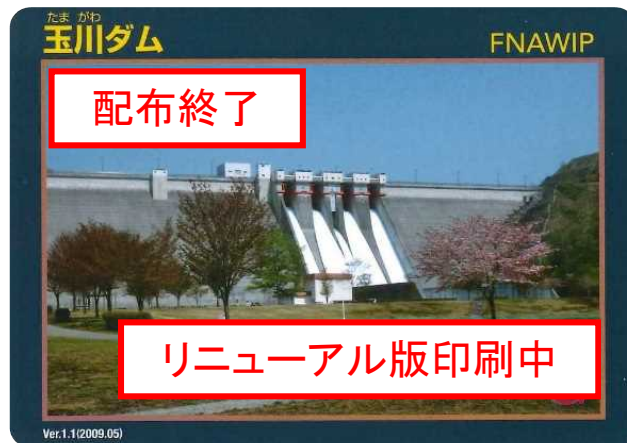 たま がわ
玉川ダム
FNAWIP
配布終了
リニューアル版印刷中
Ver.1.1(2009.05)